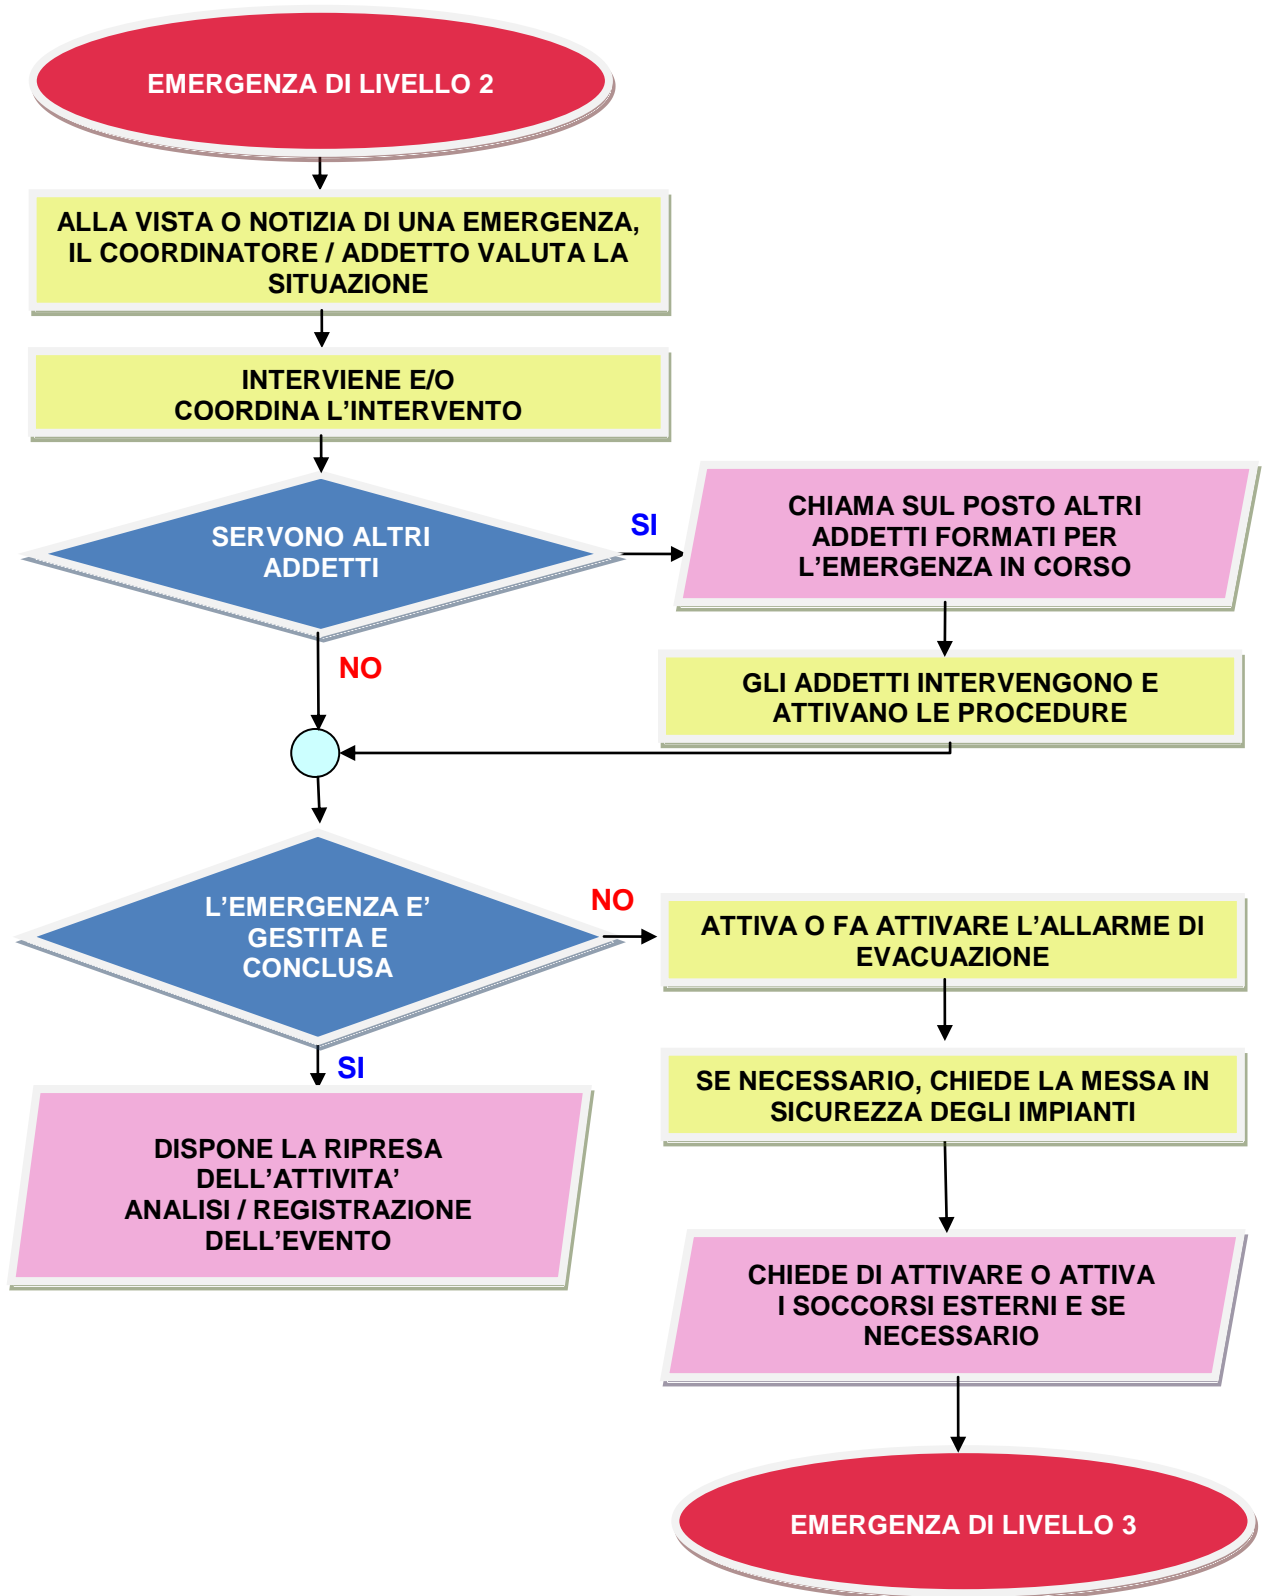 EMERGENZA DI LIVELLO 2
ALLA VISTA O NOTIZIA DI UNA EMERGENZA,
IL COORDINATORE / ADDETTO VALUTA LA
SITUAZIONE
INTERVIENE E/O
COORDINA L’INTERVENTO
SERVONO ALTRI
ADDETTI
SI
CHIAMA SUL POSTO ALTRI
ADDETTI FORMATI PER
L’EMERGENZA IN CORSO
NO
GLI ADDETTI INTERVENGONO E
ATTIVANO LE PROCEDURE
L’EMERGENZA E’
GESTITA E
CONCLUSA
NO
ATTIVA O FA ATTIVARE L’ALLARME DI
EVACUAZIONE
SI
SE NECESSARIO, CHIEDE LA MESSA IN
SICUREZZA DEGLI IMPIANTI
DISPONE LA RIPRESA
DELL’ATTIVITA’
ANALISI / REGISTRAZIONE
DELL’EVENTO
CHIEDE DI ATTIVARE O ATTIVA
I SOCCORSI ESTERNI E SE
NECESSARIO
EMERGENZA DI LIVELLO 3